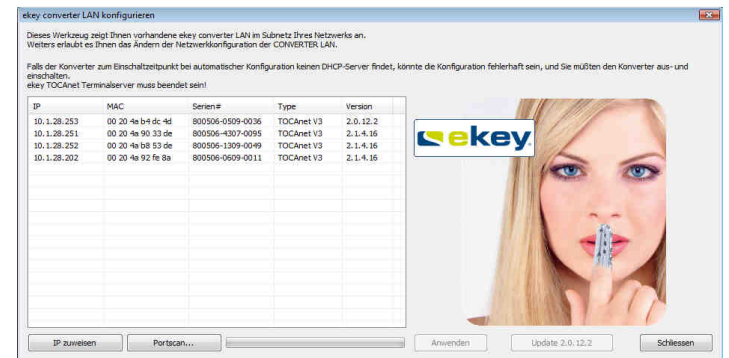 ekey converter LAN konfigurieren
Dieses Werkzeug zeigt Ihnen vorhandene ekey converter LAN im Subnetz Ihres Netzwerks an.
Weiters erlaubt es Ihnen das Ändern der Netzwerkkonfiguration der CONVERTER LAN.
Falls der Konverter zum Einschaltzeitpunkt bei automatischer Konfiguration keinen DHCP-Server findet, könnte die Konfiguration fehlerhaft sein, und Sie müßten den Konverter aus- und
einschalten.
ekey TOCAnet Terminalserver muss beendet sein!
IP MAC Serien# Type Version
10.1.28.253 00 20 4a b4 dc 4d 800506-0509-0036 TOCAnet V3 2.0.12.2
10.1.28.251 00 20 4a 90 33 de 800506-4307-0095 TOCAnet V3 2.1.4.16
10.1.28.252 00 20 4a b8 53 de 800506-1309-0049 TOCAnet V3 2.1.4.16
10.1.28.202 00 20 4a 92 fe 8a 800506-0609-0011 TOCAnet V3 2.1.4.16
ekey
IP zuweisen Portscan... Anwenden Update 2.0.12.2 Schliessen